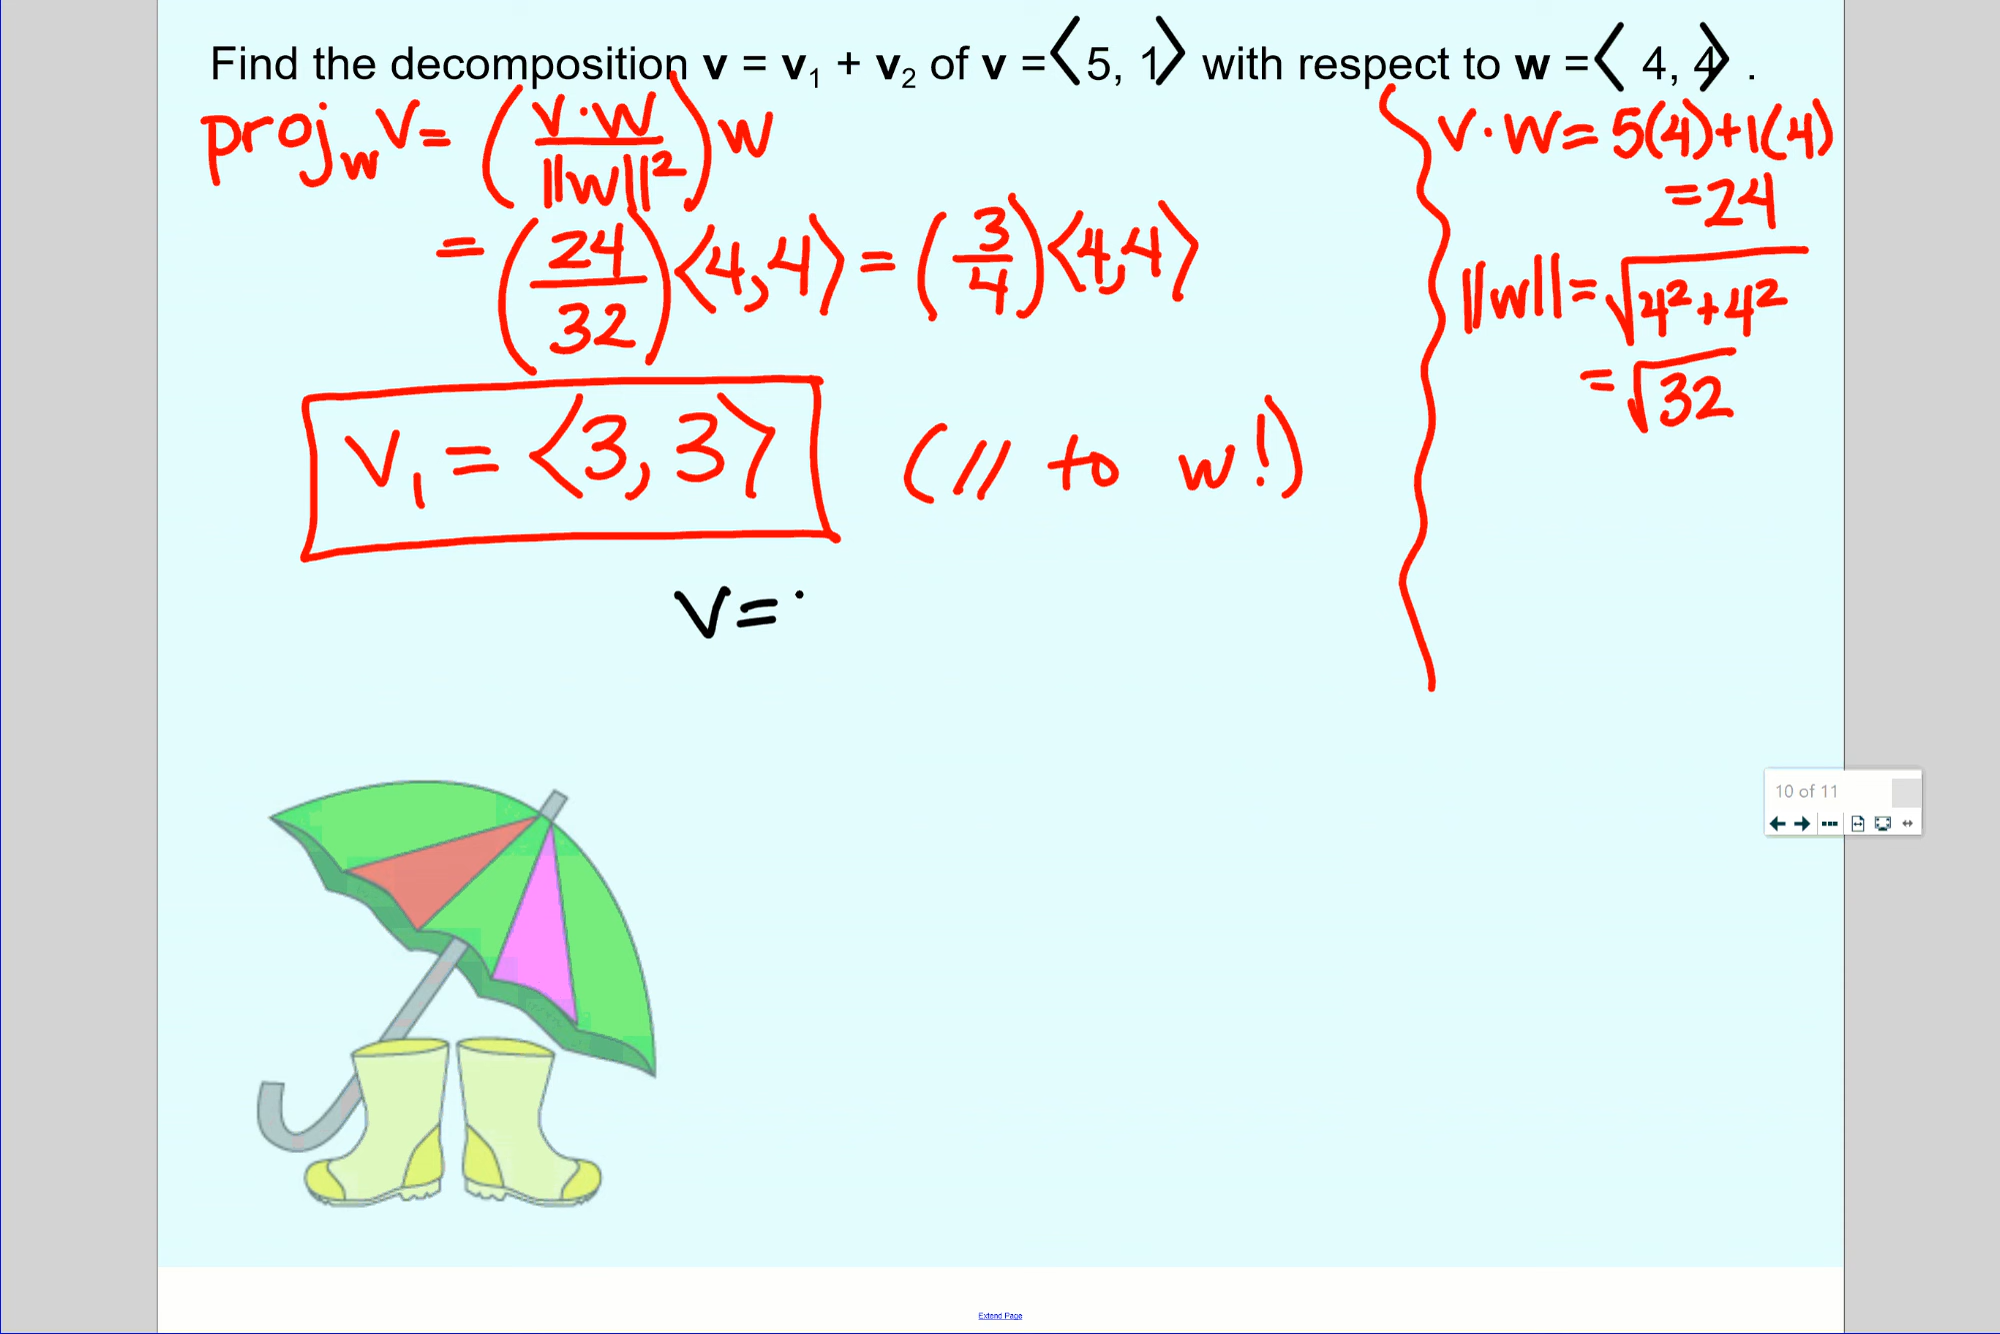 Find the decomposition v = v₁ + v₂ of v = ⟨5, 1⟩ with respect to w = ⟨4, 4⟩.
proj_w v = (v·w / ||w||²) w
= (24/32) ⟨4,4⟩ = (3/4) ⟨4,4⟩
v₁ = ⟨3, 3⟩ (// to w!)
v = ·
v·w = 5(4)+1(4)
= 24
||w|| = √(4²+4²)
= √32
10 of 11
Extend Page